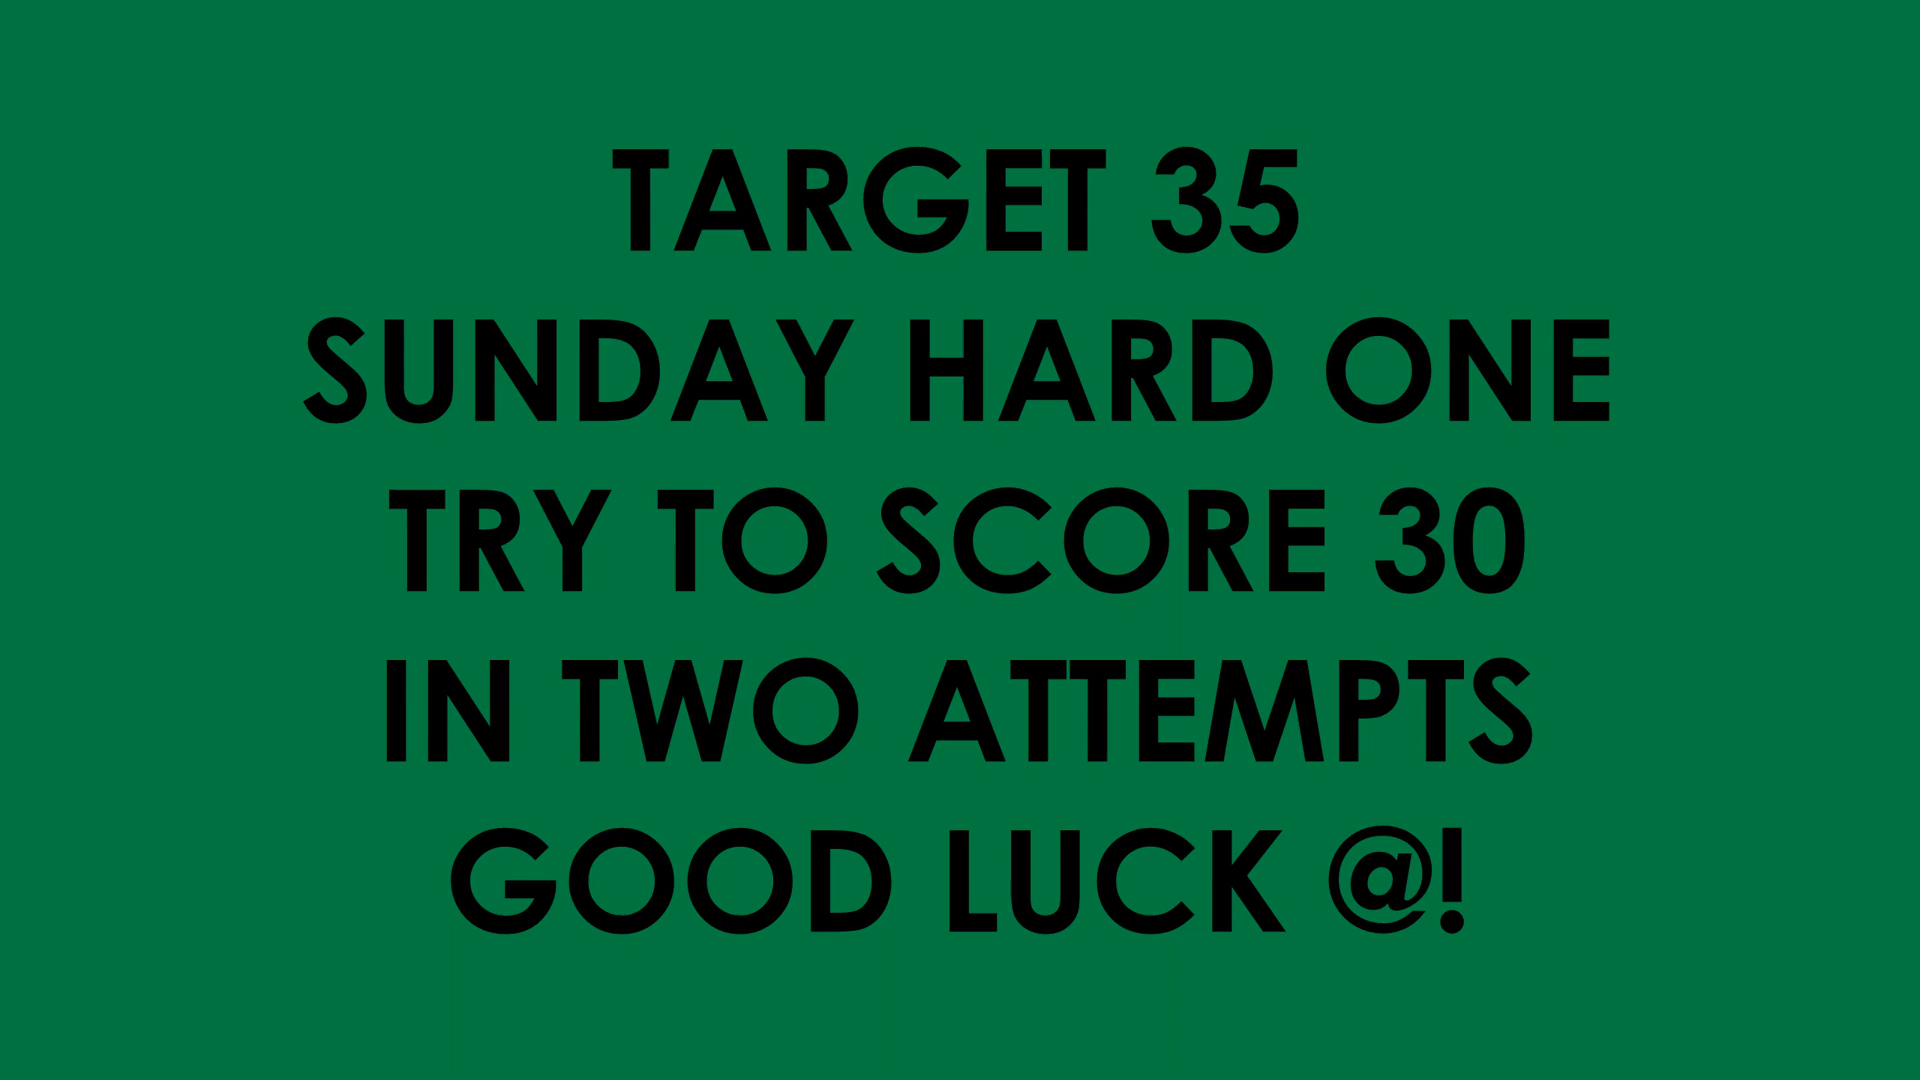 TARGET 35
SUNDAY HARD ONE
TRY TO SCORE 30
IN TWO ATTEMPTS
GOOD LUCK @!